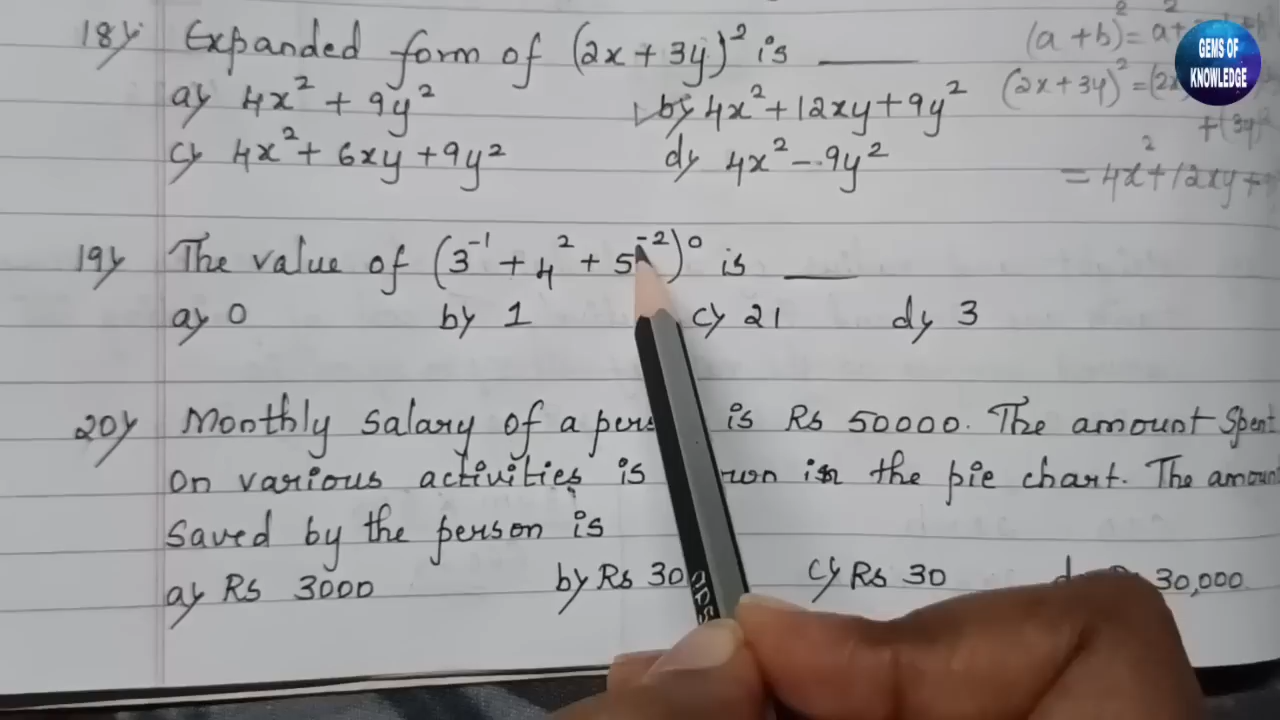 18) Expanded form of (2x + 3y)² is ____
a) 4x² + 9y² b) 4x² + 12xy + 9y²
c) 4x² + 6xy + 9y² d) 4x² - 9y²
(a + b)² = a² +
(2x + 3y)² = (2x
+ (3y)²
= 4x² + 12xy +
GEMS OF
KNOWLEDGE
19) The value of (3⁻¹ + 4² + 5⁻²)⁰ is ____
a) 0 b) 1 c) 21 d) 3
20) Monthly salary of a pers is Rs 50000. The amount spent
on various activities is wn in the pie chart. The amoun
saved by the person is
a) Rs 3000 b) Rs 30 c) Rs 30 30,000